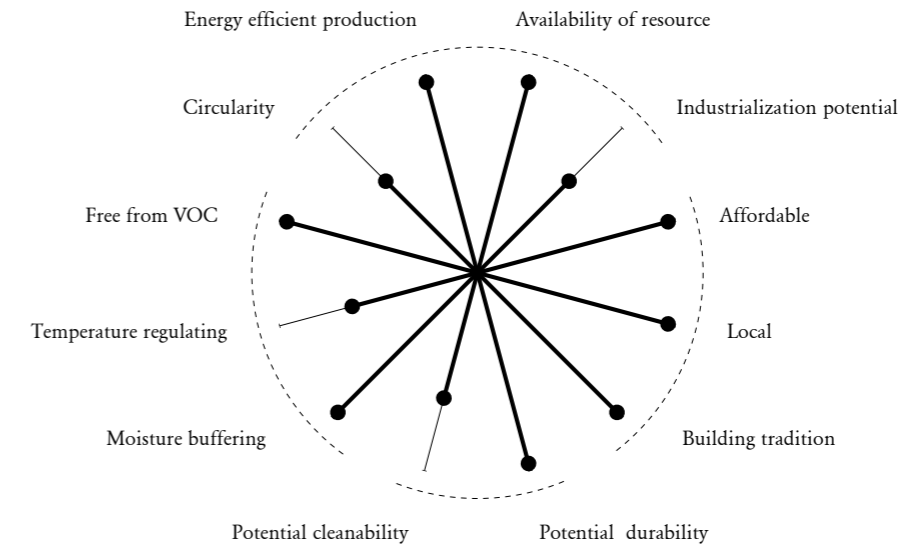 Energy efficient production
Availability of resource
Circularity
Industrialization potential
Free from VOC
Affordable
Temperature regulating
Local
Moisture buffering
Building tradition
Potential cleanability
Potential  durability